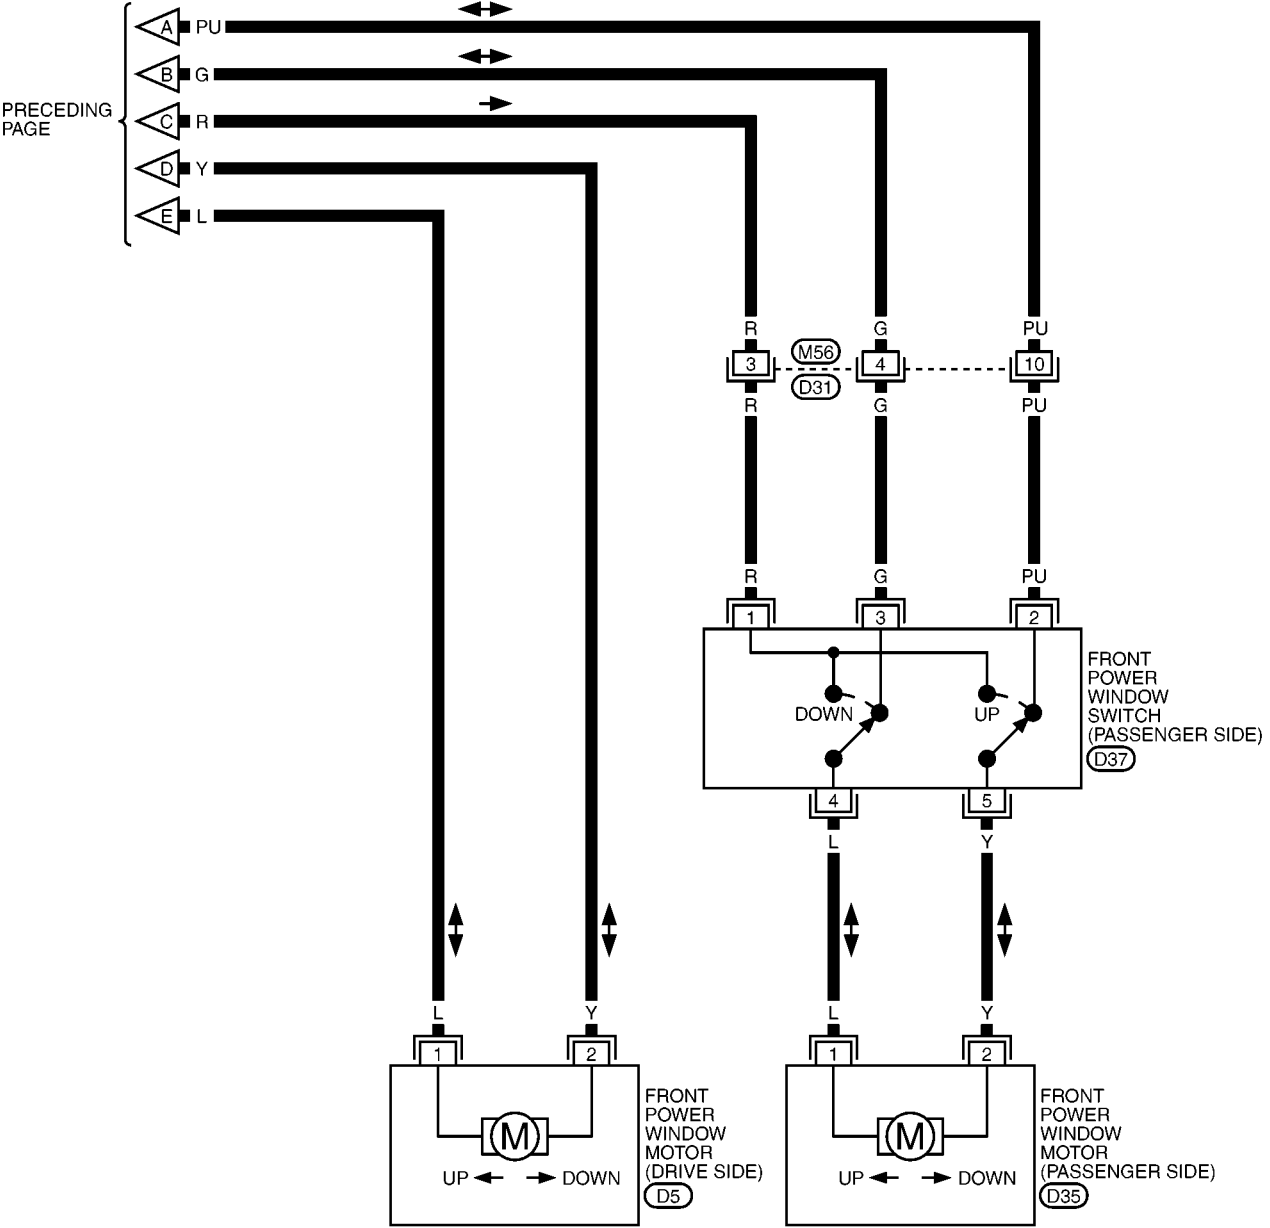 A PU
B G
PRECEDING
PAGE
C R
D Y
E L
R G PU
M56
3 4 10
D31
R G PU
R G PU
1 3 2
FRONT
POWER
WINDOW
SWITCH
(PASSENGER SIDE)
D37
DOWN UP
4 5
L Y
L Y L Y
1 2 1 2
FRONT
POWER
WINDOW
MOTOR
(DRIVE SIDE)
D5
M
UP DOWN
FRONT
POWER
WINDOW
MOTOR
(PASSENGER SIDE)
D35
M
UP DOWN